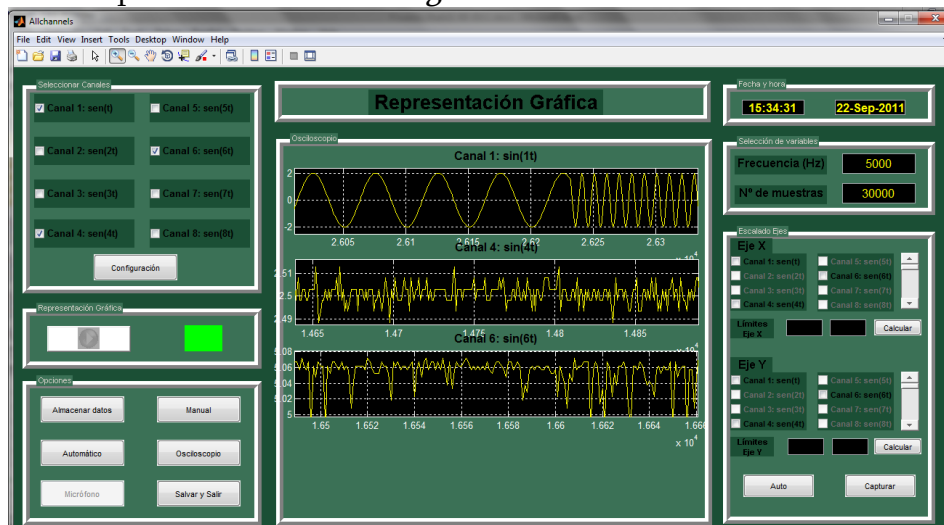 Allchannels
File Edit View Insert Tools Desktop Window Help
Seleccionar Canales
Canal 1: sen(t) Canal 5: sen(5t)
Canal 2: sen(2t) Canal 6: sen(6t)
Canal 3: sen(3t) Canal 7: sen(7t)
Canal 4: sen(4t) Canal 8: sen(8t)
Configuración
Representación Gráfica
Opciones
Almacenar datos Manual
Automático Osciloscopio
Micrófono Salvar y Salir
Representación Gráfica
Osciloscopio
Canal 1: sin(1t)
2
0
-2
2.605 2.61 2.615 2.62 2.625 2.63
Canal 4: sin(4t)
2.51
2.5
2.49
1.465 1.47 1.475 1.48 1.485
Canal 6: sin(6t)
5.08
5.06
5.04
5.02
5
1.65 1.652 1.654 1.656 1.658 1.66 1.662 1.664
x 10⁴
Fecha y hora
15:34:31 22-Sep-2011
Selección de variables
Frecuencia (Hz) 5000
Nº de muestras 30000
Escalado Ejes
Eje X
Canal 1: sen(t) Canal 5: sen(5t)
Canal 2: sen(2t) Canal 6: sen(6t)
Canal 3: sen(3t) Canal 7: sen(7t)
Canal 4: sen(4t) Canal 8: sen(8t)
Límites
Eje X
Calcular
Eje Y
Canal 1: sen(t) Canal 5: sen(5t)
Canal 2: sen(2t) Canal 6: sen(6t)
Canal 3: sen(3t) Canal 7: sen(7t)
Canal 4: sen(4t) Canal 8: sen(8t)
Límites
Eje Y
Calcular
Auto Capturar